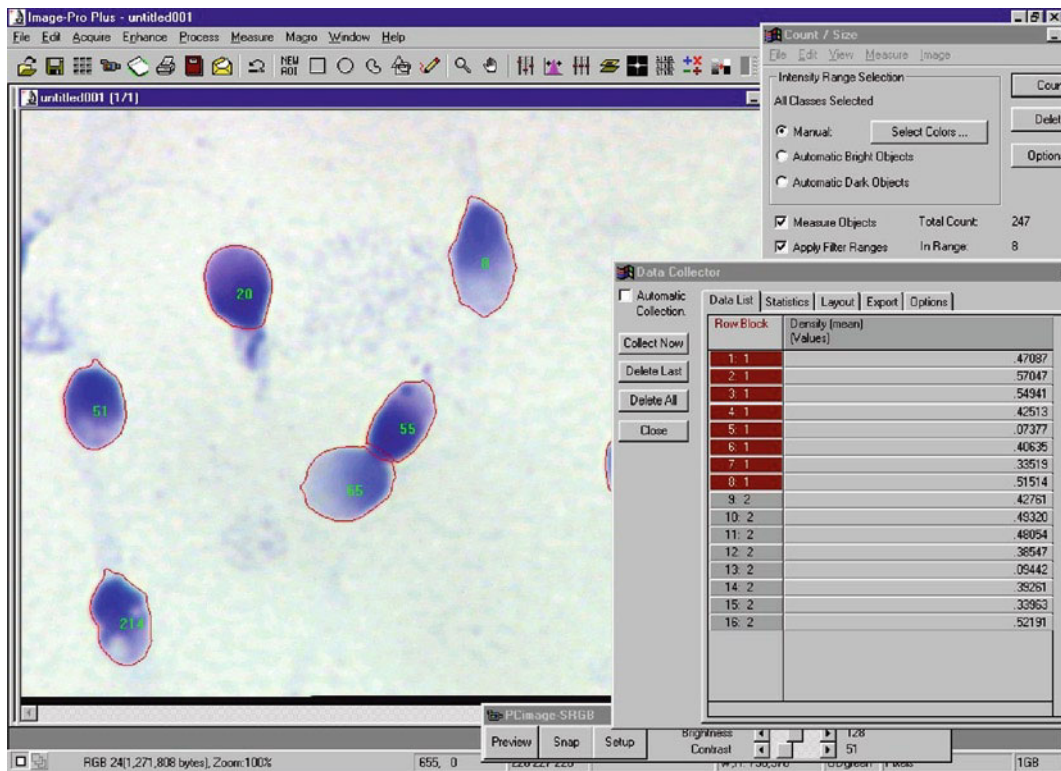 Image-Pro Plus - untitled001
File Edit Acquire Enhance Process Measure Macro Window Help
NEW
AOI
untitled001 (1/1)
20
8
51
55
65
214
Count / Size
File Edit View Measure Image
Intensity Range Selection
All Classes Selected
Manual: Select Colors ...
Automatic Bright Objects
Automatic Dark Objects
Measure Objects Total Count: 247
Apply Filter Ranges In Range: 8
Coun
Delet
Option
Data Collector
Automatic
Collection.
Collect Now
Delete Last
Delete All
Close
Data List Statistics Layout Export Options
Row:Block Density (mean)
(Values)
1: 1 .47087
2: 1 .57047
3: 1 .54941
4: 1 .42513
5: 1 .07377
6: 1 .40635
7: 1 .33519
8: 1 .51514
9: 2 .42761
10: 2 .49320
11: 2 .48054
12: 2 .38547
13: 2 .09442
14: 2 .39261
15: 2 .33963
16: 2 .52191
PCimage-SRGB
Preview Snap Setup
Brightness 128
Contrast 51
RGB 24(1,271,808 bytes), Zoom:100% 655, 0 1GB